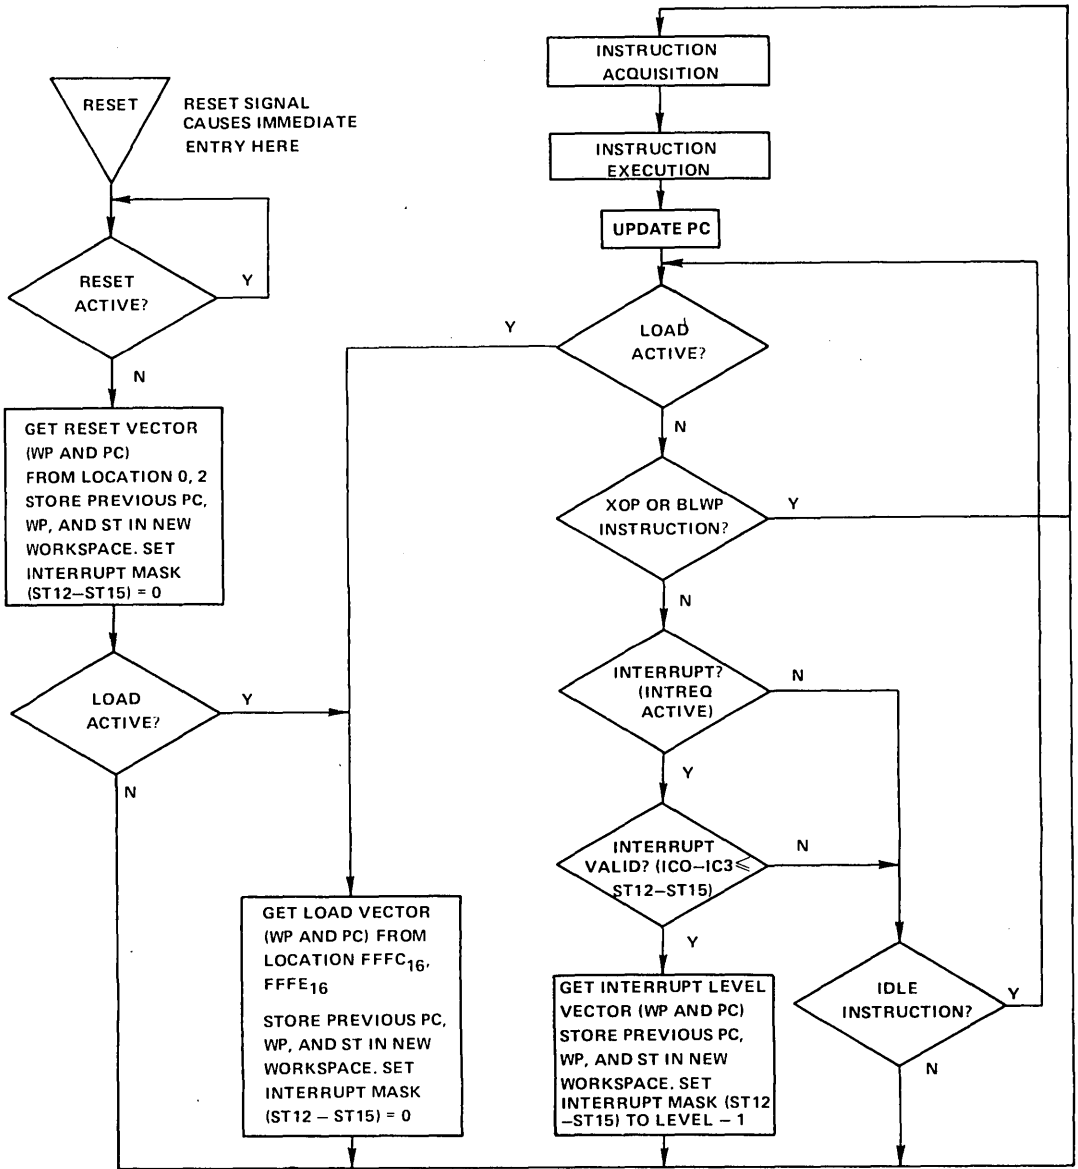 RESET
RESET SIGNAL
CAUSES IMMEDIATE
ENTRY HERE
RESET
ACTIVE?
Y
N
GET RESET VECTOR
(WP AND PC)
FROM LOCATION 0, 2
STORE PREVIOUS PC,
WP, AND ST IN NEW
WORKSPACE. SET
INTERRUPT MASK
(ST12–ST15) = 0
LOAD
ACTIVE?
Y
N
GET LOAD VECTOR
(WP AND PC) FROM
LOCATION FFFC16,
FFFE16
STORE PREVIOUS PC,
WP, AND ST IN NEW
WORKSPACE. SET
INTERRUPT MASK
(ST12 – ST15) = 0
INSTRUCTION
ACQUISITION
INSTRUCTION
EXECUTION
UPDATE PC
LOAD
ACTIVE?
Y
N
XOP OR BLWP
INSTRUCTION?
Y
N
INTERRUPT?
(INTREQ
ACTIVE)
N
Y
INTERRUPT
VALID? (IC0–IC3⩽
ST12–ST15)
N
Y
GET INTERRUPT LEVEL
VECTOR (WP AND PC)
STORE PREVIOUS PC,
WP, AND ST IN NEW
WORKSPACE. SET
INTERRUPT MASK (ST12
–ST15) TO LEVEL – 1
IDLE
INSTRUCTION?
Y
N